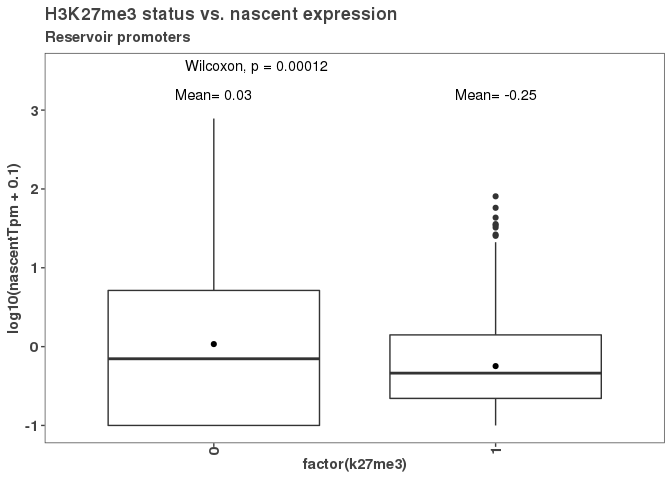 H3K27me3 status vs. nascent expression
Reservoir promoters
Wilcoxon, p = 0.00012
Mean= 0.03
Mean= -0.25
3
2
1
0
-1
log10(nascentTpm + 0.1)
0
1
factor(k27me3)